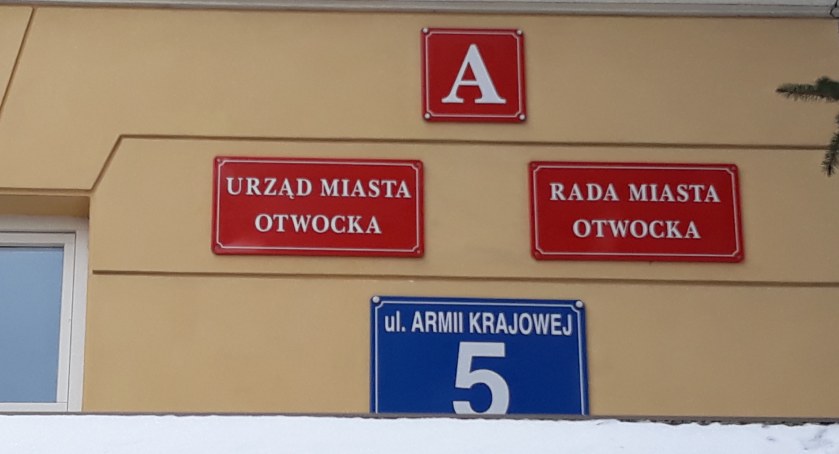 A
URZĄD MIASTA
OTWOCKA
RADA MIASTA
OTWOCKA
ul. ARMII KRAJOWEJ
5